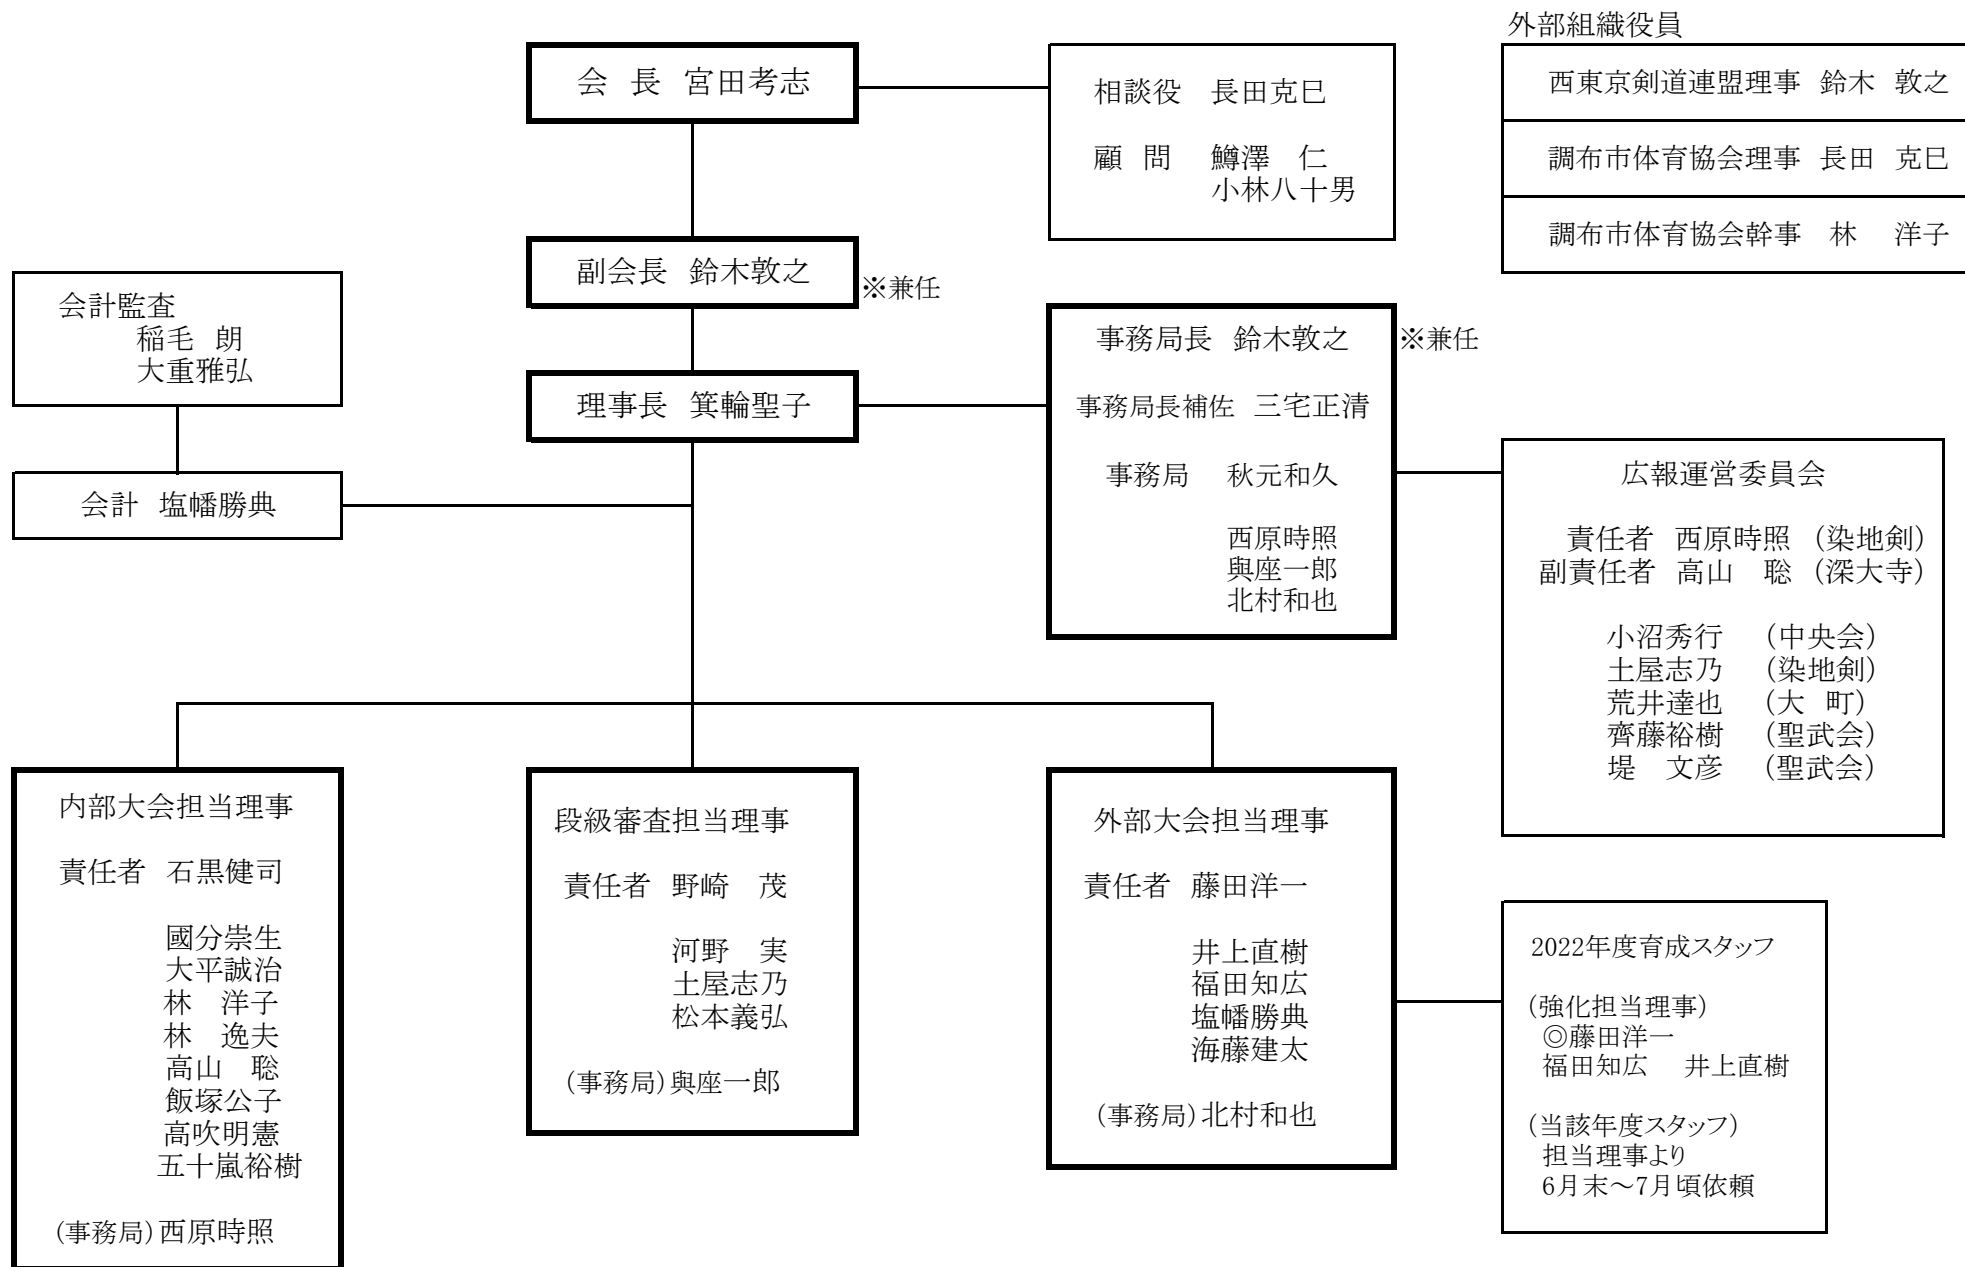 外部組織役員
会　長　宮田考志
相談役　長田克巳
顧　問　鱒澤　仁
小林八十男
西東京剣道連盟理事　鈴木　敦之
調布市体育協会理事　長田　克巳
調布市体育協会幹事　林　　洋子
副会長　鈴木敦之
※兼任
会計監査
稲毛　朗
大重雅弘
理事長　箕輪聖子
会計　塩幡勝典
事務局長　鈴木敦之
※兼任
事務局長補佐　三宅正清
事務局　秋元和久
西原時照
與座一郎
北村和也
広報運営委員会
責任者　西原時照　（染地剣）
副責任者　高山　聡　（深大寺）
小沼秀行　（中央会）
土屋志乃　（染地剣）
荒井達也　（大　町）
齊藤裕樹　（聖武会）
堤　文彦　（聖武会）
内部大会担当理事
責任者　石黒健司
國分崇生
大平誠治
林　洋子
林　逸夫
高山　聡
飯塚公子
高吹明憲
五十嵐裕樹
（事務局）西原時照
段級審査担当理事
責任者　野崎　茂
河野　実
土屋志乃
松本義弘
（事務局）與座一郎
外部大会担当理事
責任者　藤田洋一
井上直樹
福田知広
塩幡勝典
海藤建太
（事務局）北村和也
2022年度育成スタッフ
（強化担当理事）
◎藤田洋一
福田知広　井上直樹
（当該年度スタッフ）
担当理事より
6月末～7月頃依頼